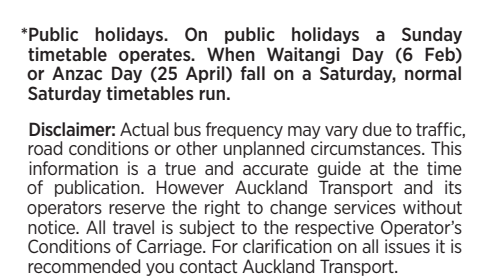 *Public holidays. On public holidays a Sunday
timetable operates. When Waitangi Day (6 Feb)
or Anzac Day (25 April) fall on a Saturday, normal
Saturday timetables run.
Disclaimer: Actual bus frequency may vary due to traffic,
road conditions or other unplanned circumstances. This
information is a true and accurate guide at the time
of publication. However Auckland Transport and its
operators reserve the right to change services without
notice. All travel is subject to the respective Operator's
Conditions of Carriage. For clarification on all issues it is
recommended you contact Auckland Transport.